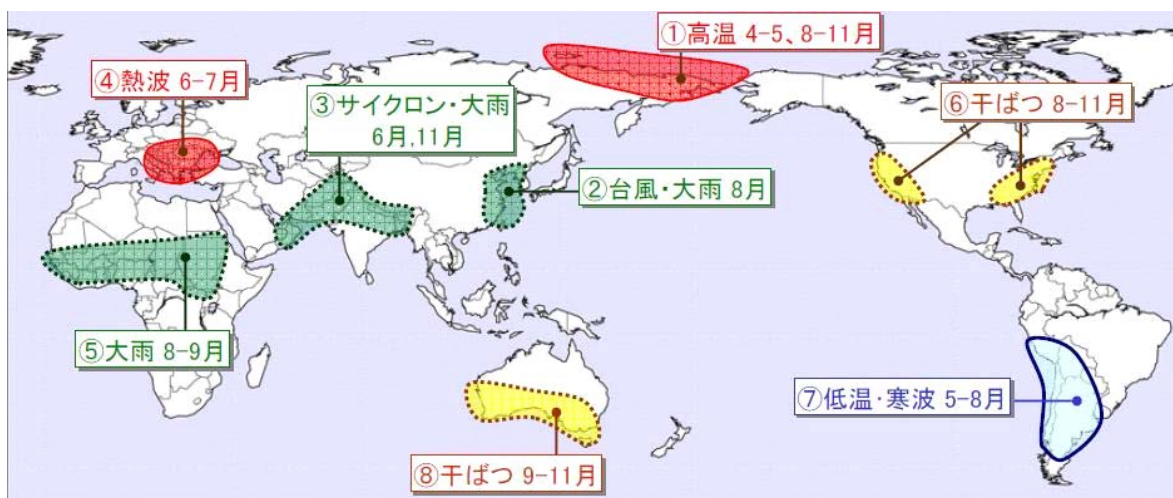 ①高温 4-5、8-11月
④熱波 6-7月
③サイクロン・大雨
6月,11月
⑥干ばつ 8-11月
②台風・大雨 8月
⑤大雨 8-9月
⑦低温・寒波 5-8月
⑧干ばつ 9-11月